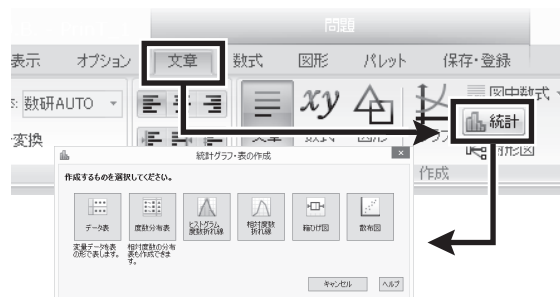 問題
表示 オプション 文章 数式 図形 パレット 保存・登録
数研AUTO
図中数式
統計
変換
作成
統計グラフ・表の作成
作成するものを選択してください。
データ表 度数分布表 ヒストグラム 度数折れ線 相対度数 折れ線 箱ひげ図 散布図
変量データを表の形で表します。 相対度数の分布表も作成できます。
キャンセル ヘルプ